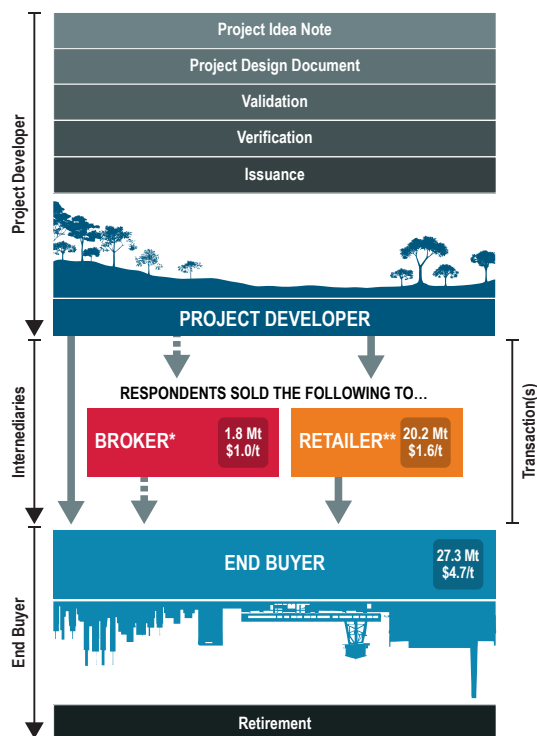 Project Idea Note
Project Design Document
Validation
Verification
Issuance
Project Developer
PROJECT DEVELOPER
RESPONDENTS SOLD THE FOLLOWING TO…
Internediaries
BROKER*
1.8 Mt
$1.0/t
RETAILER**
20.2 Mt
$1.6/t
Transaction(s)
End Buyer
END BUYER
27.3 Mt
$4.7/t
Retirement